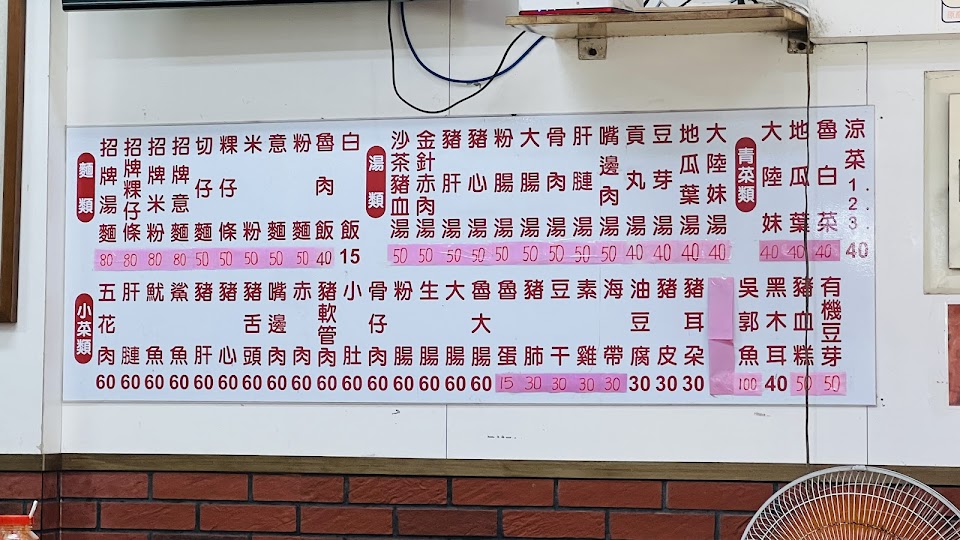 麵類
招牌湯麵 80
招牌粿仔條 80
招牌米粉 80
招牌意麵 80
切仔麵 50
粿仔條 50
米粉 50
意麵 50
粉麵 50
魯肉飯 40
白飯 15
湯類
沙茶豬血湯 50
金針赤肉湯 50
豬肝湯 50
豬心湯 50
粉腸湯 50
大腸湯 50
骨肉湯 50
肝腱湯 50
嘴邊肉湯 50
貢丸湯 40
豆芽湯 40
地瓜葉湯 40
大陸妹湯 40
青菜類
大陸妹 40
地瓜葉 40
魯白菜 40
涼菜1.2.3. 40
小菜類
五花肉 60
肝腱 60
魷魚 60
鯊魚 60
豬肝 60
豬心 60
豬舌頭 60
嘴邊肉 60
赤肉 60
豬軟管肉 60
小肚 60
骨仔肉 60
粉腸 60
生腸 60
大腸 60
魯大腸 60
魯蛋 15
豬肺 30
豆干 30
素雞 30
海帶 30
油豆腐 30
豬皮 30
豬耳朵 30
吳郭魚 100
黑木耳 40
豬血糕 50
有機豆芽 50